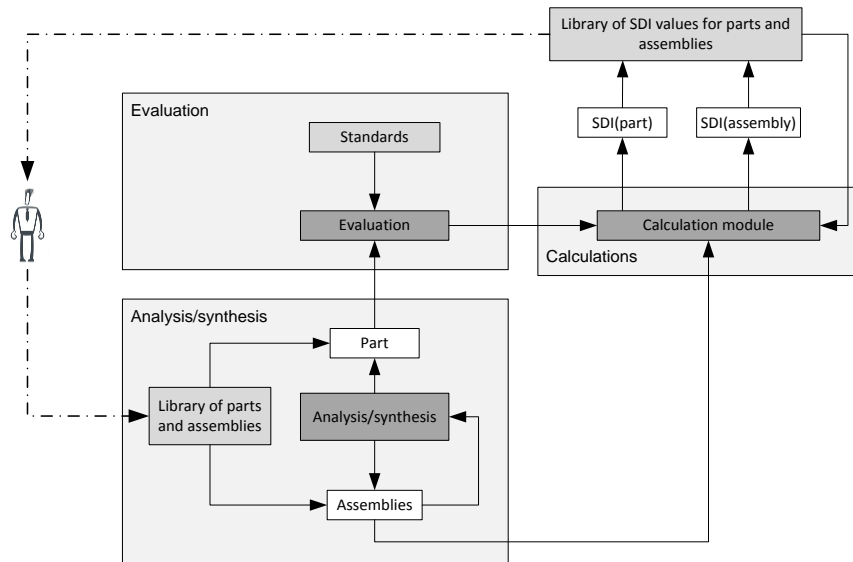 Library of SDI values for parts and
assemblies
Evaluation
SDI(part)
SDI(assembly)
Standards
Evaluation
Calculation module
Calculations
Analysis/synthesis
Part
Library of parts
and assemblies
Analysis/synthesis
Assemblies